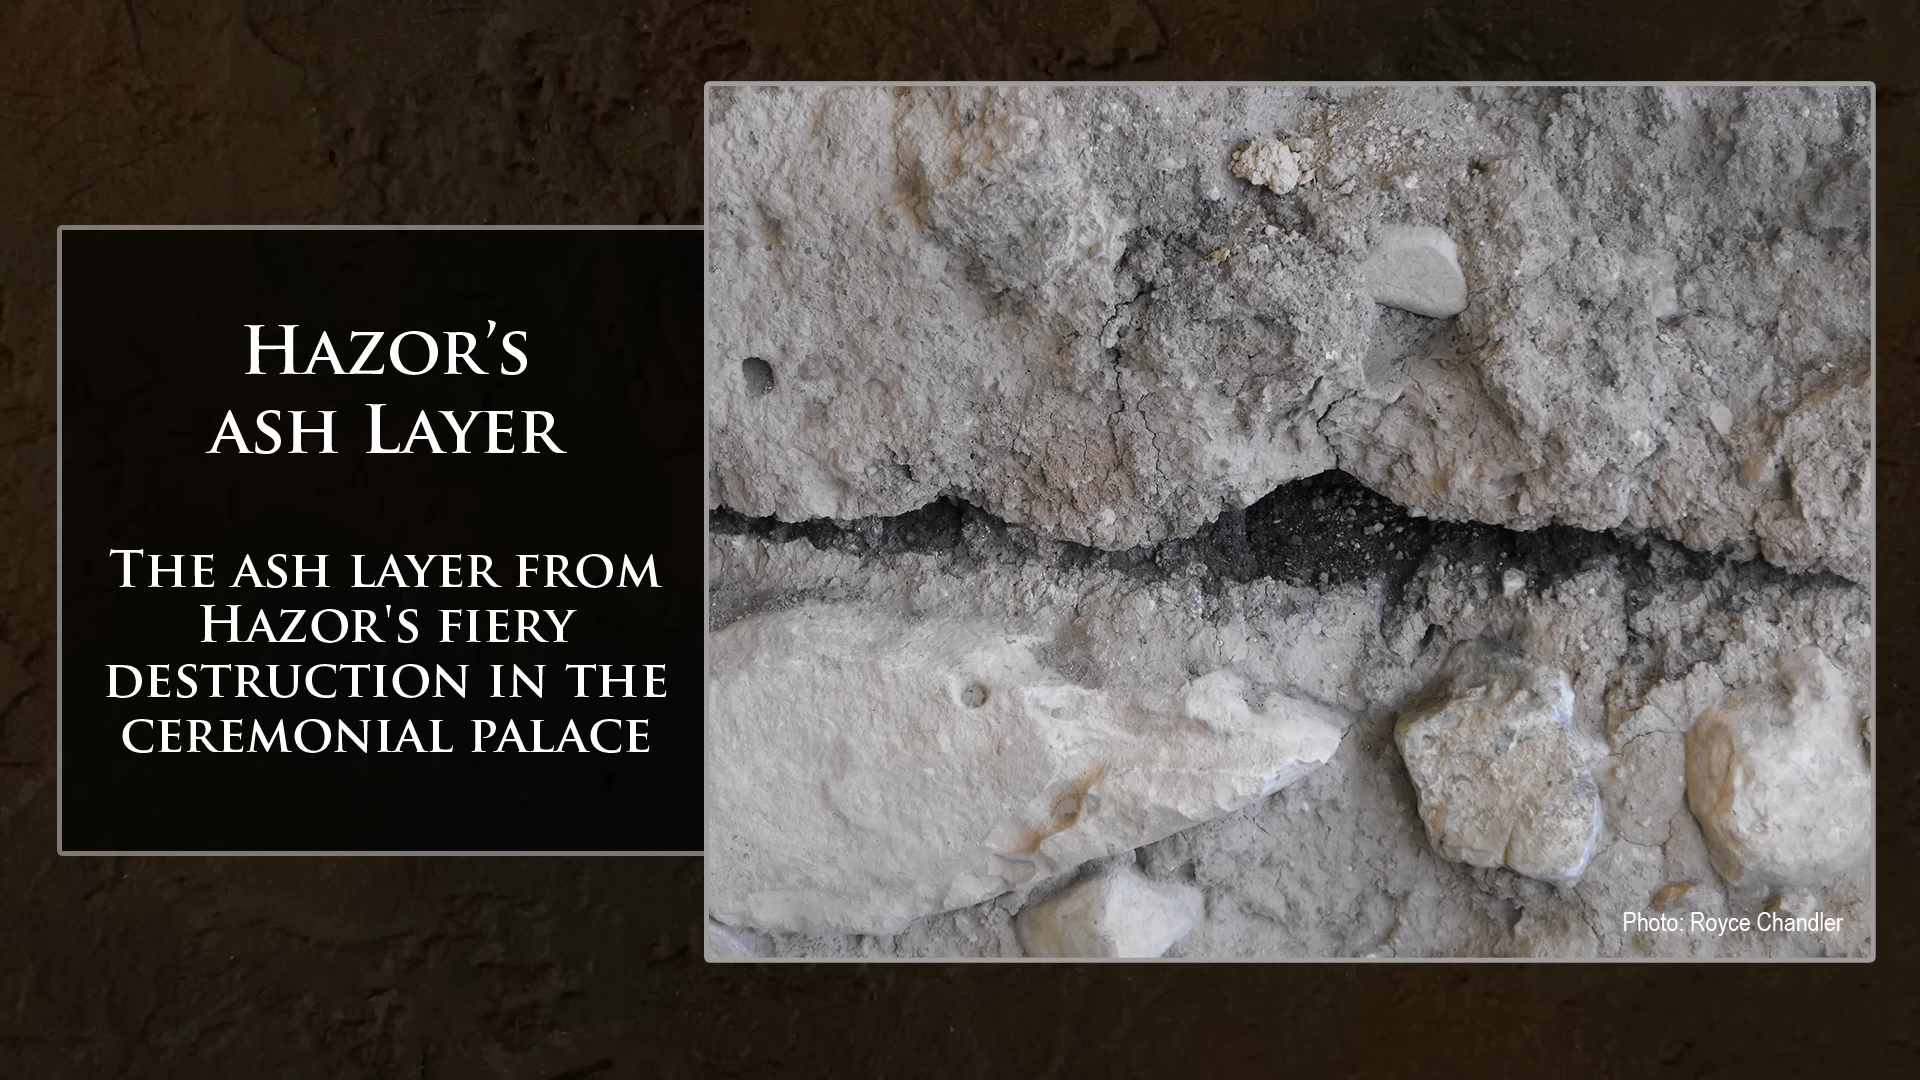 Hazor’s
ash Layer
The ash layer from
Hazor's fiery
destruction in the
ceremonial palace
Photo: Royce Chandler